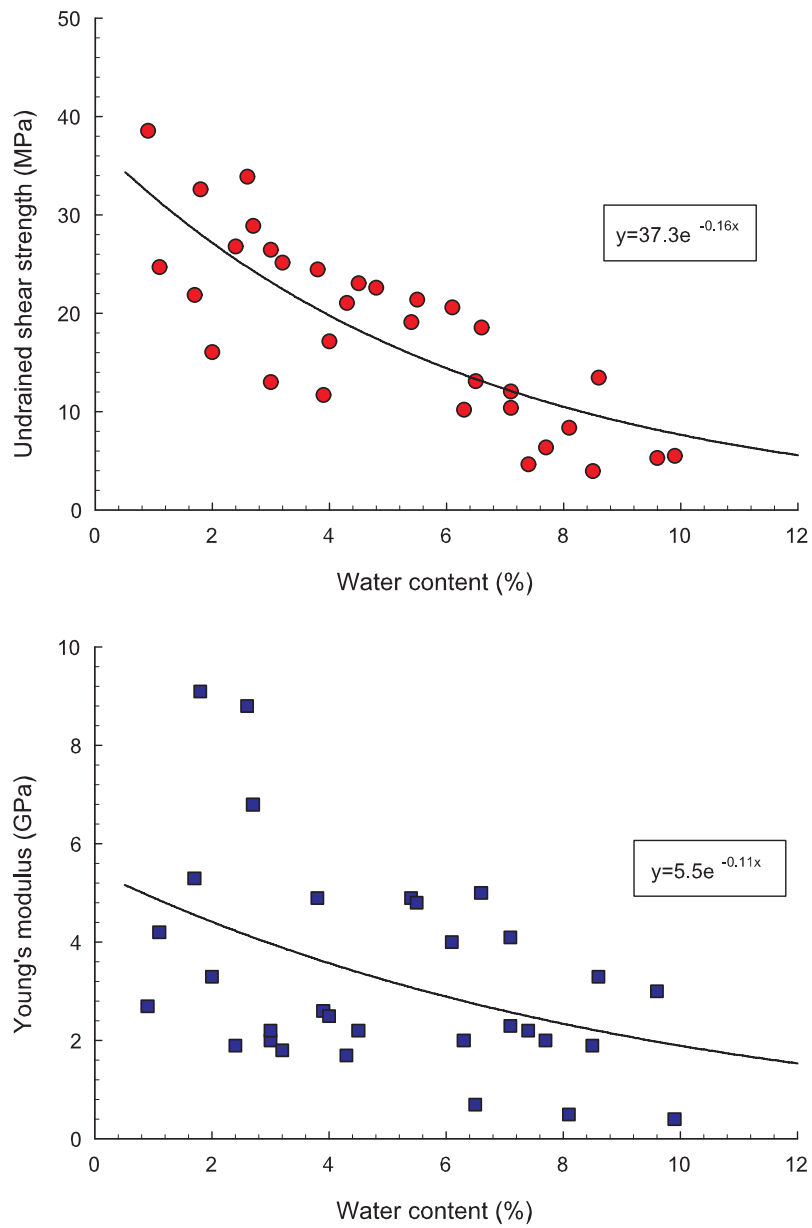 50
40
30
20
10
0
Undrained shear strength (MPa)
y=37.3e -0.16x
0 2 4 6 8 10 12
Water content (%)
10
8
6
4
2
0
Young's modulus (GPa)
y=5.5e -0.11x
0 2 4 6 8 10 12
Water content (%)